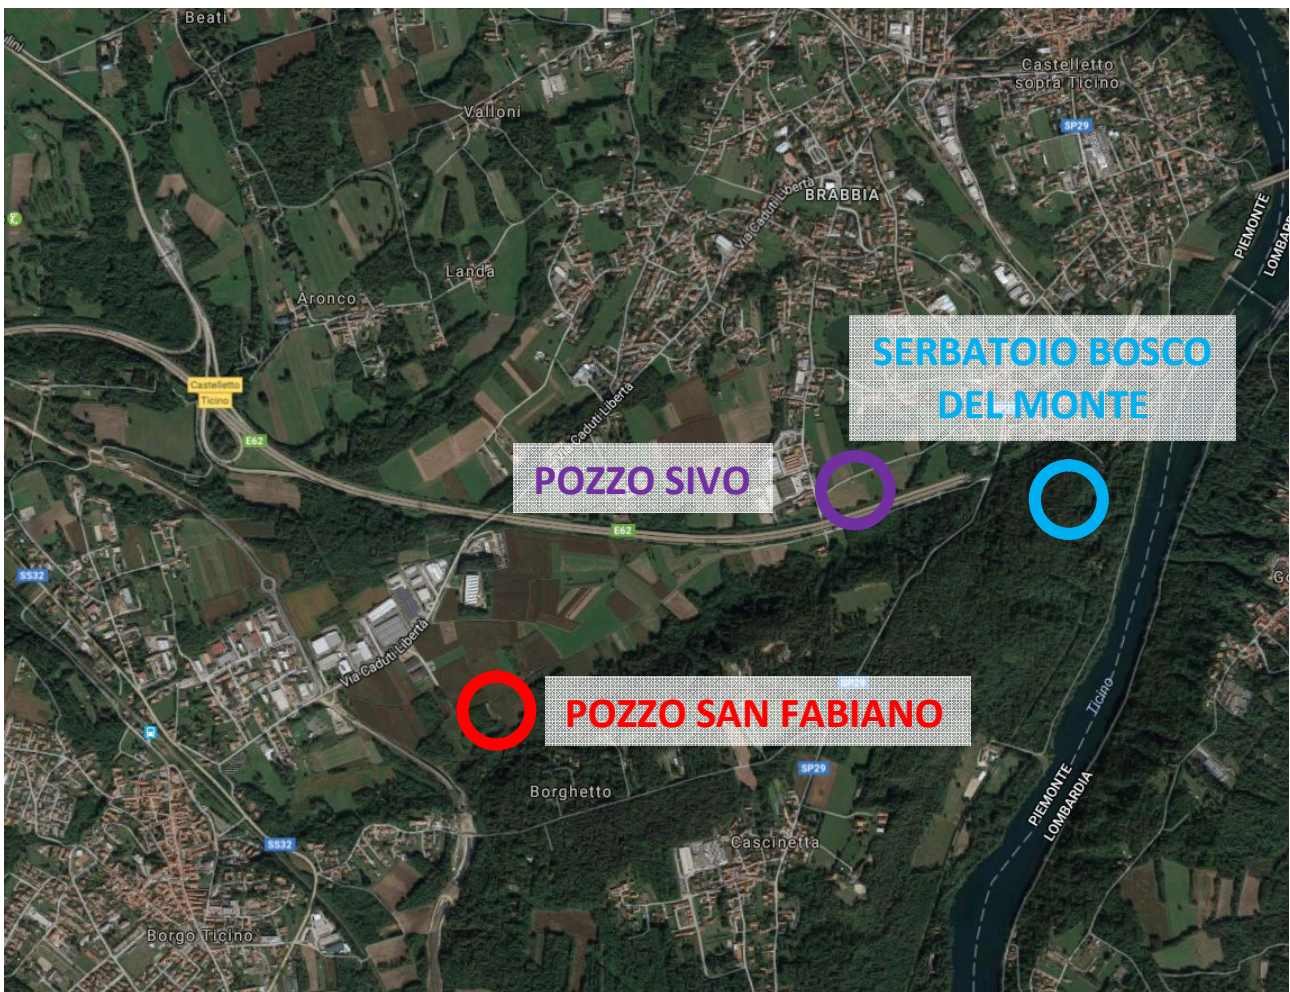 Beati
Valloni
Castelletto
sopra Ticino
SP29
BRABBIA
Via Caduti Libertà
PIEMONTE
LOMBAR
Landa
Aronco
SERBATOIO BOSCO
DEL MONTE
Castelletto
Ticino
Via Caduti Libertà
E62
POZZO SIVO
E62
SS32
Go
Via Caduti Libertà
POZZO SAN FABIANO
Ticino
SP29
Borghetto
PIEMONTE
LOMBARDIA
SS32
Cascinetta
Borgo Ticino